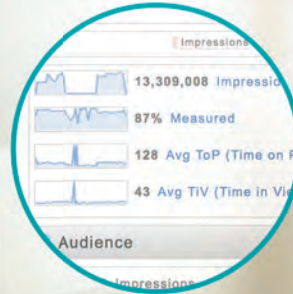 Impressions
13,309,008 Impressio
87% Measured
128 Avg ToP (Time on P
43 Avg TiV (Time in Vie
Audience
Impressions